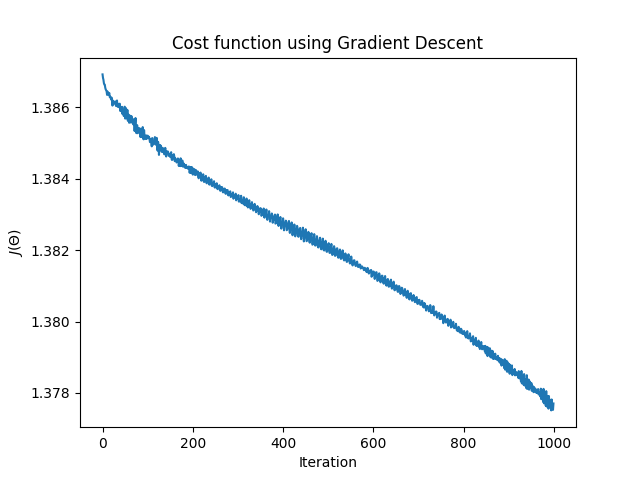 Cost function using Gradient Descent
J(Θ)
1.386
1.384
1.382
1.380
1.378
0 200 400 600 800 1000
Iteration